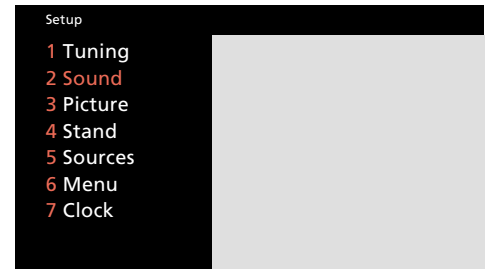 Setup
1 Tuning
2 Sound
3 Picture
4 Stand
5 Sources
6 Menu
7 Clock